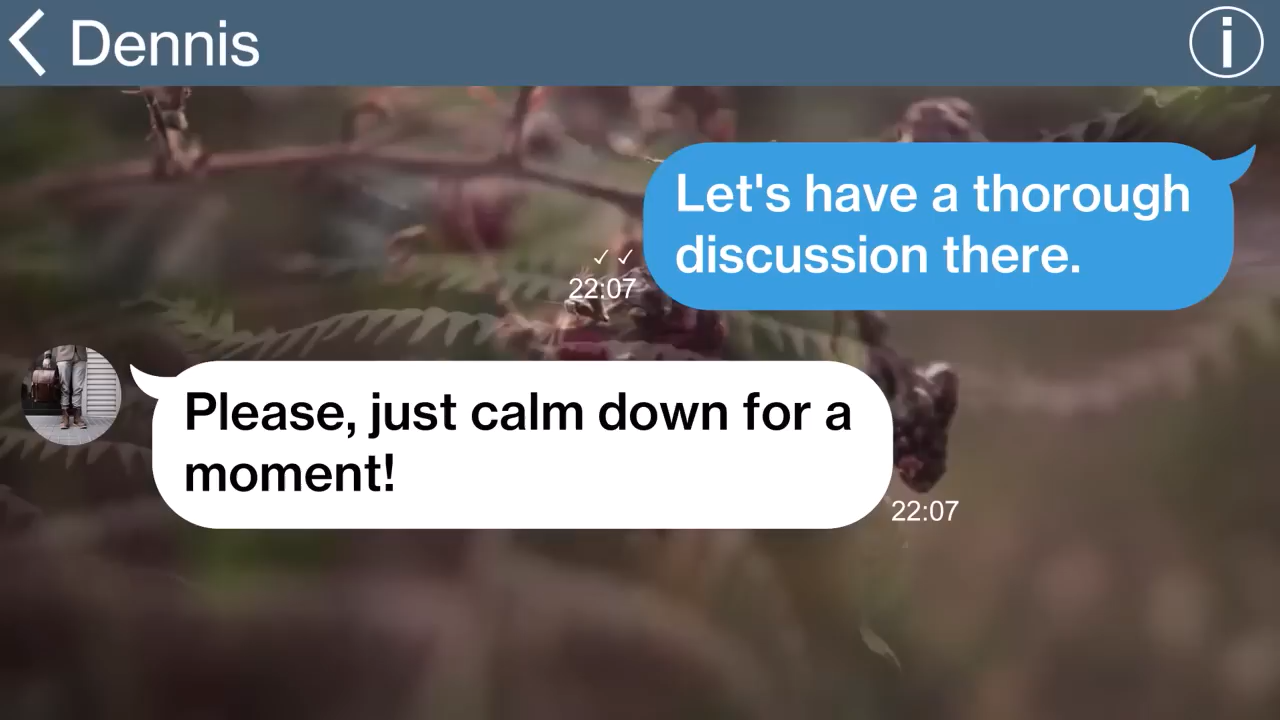 Dennis
Let's have a thorough
discussion there.
✓ ✓
22:07
Please, just calm down for a
moment!
22:07